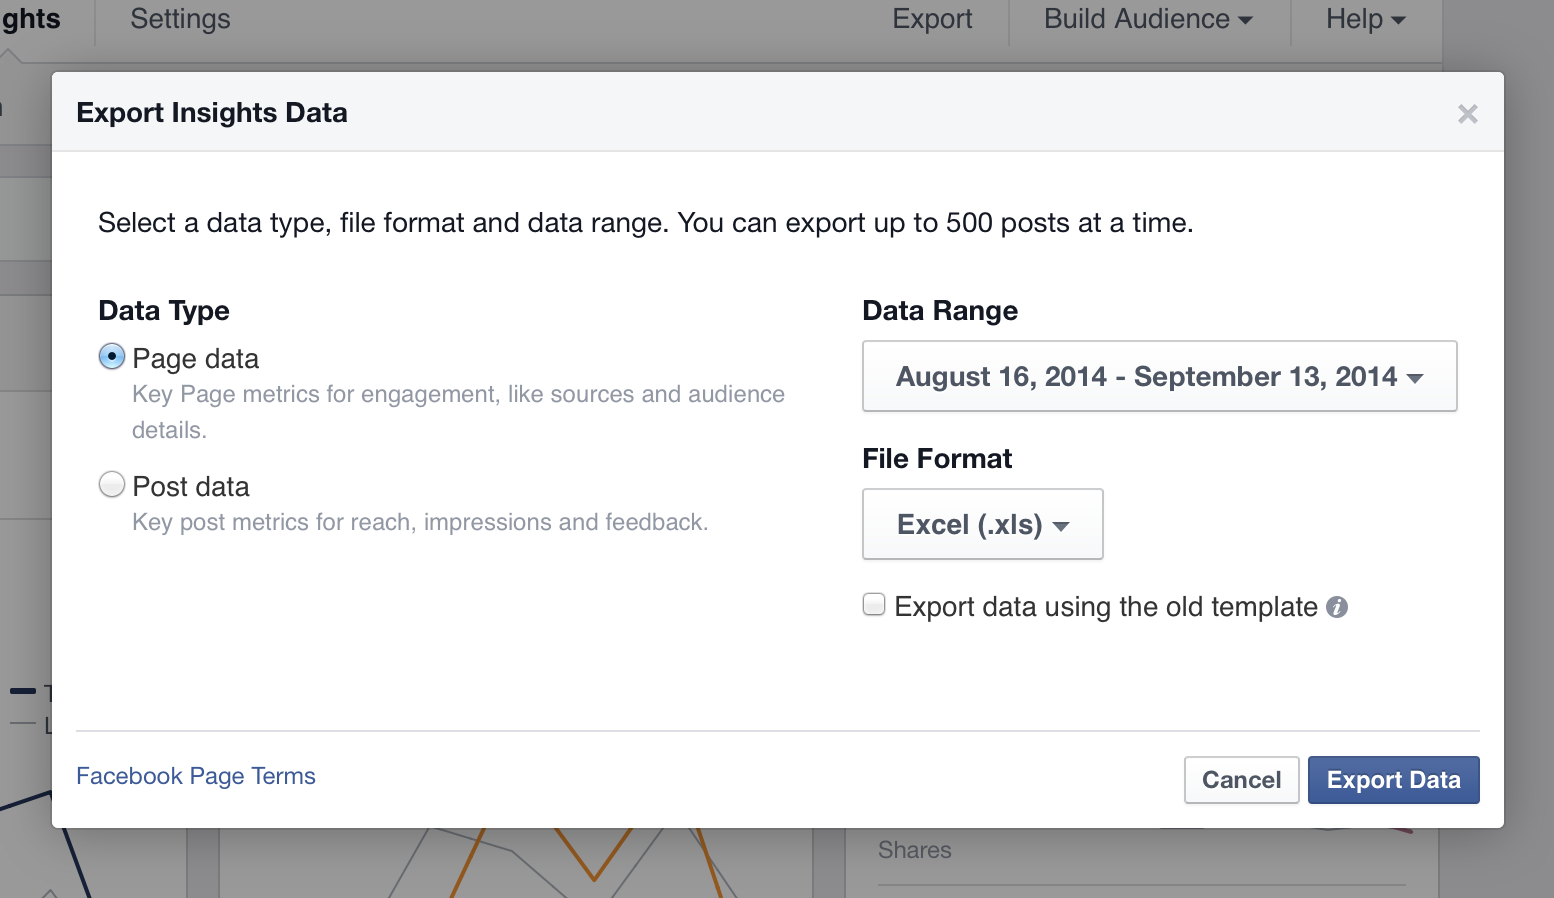 ghts
Settings
Export
Build Audience
Help
Export Insights Data
Select a data type, file format and data range. You can export up to 500 posts at a time.
Data Type
Page data
Key Page metrics for engagement, like sources and audience
details.
Post data
Key post metrics for reach, impressions and feedback.
Data Range
August 16, 2014 - September 13, 2014
File Format
Excel (.xls)
Export data using the old template
Facebook Page Terms
Cancel
Export Data
Shares